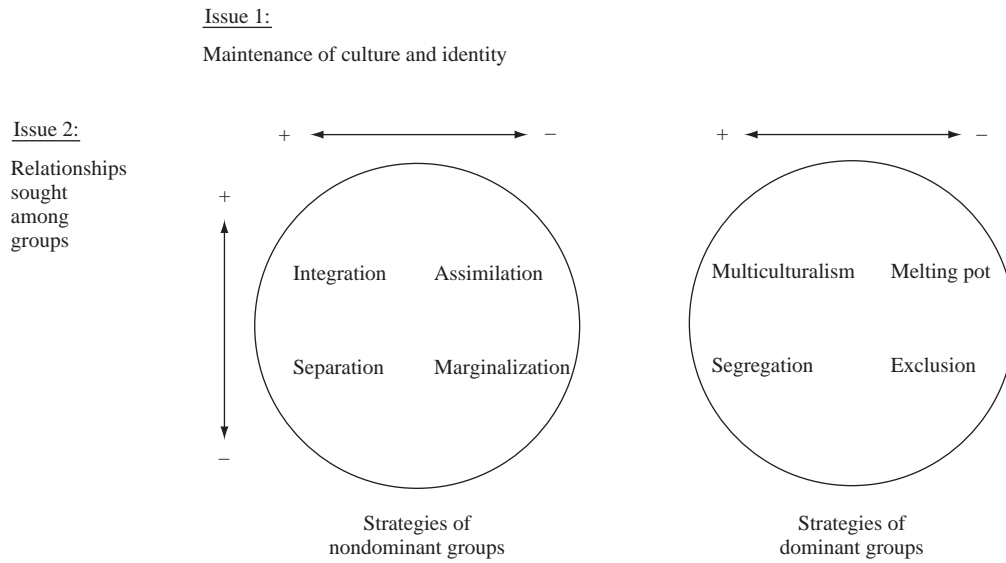 Issue 1:
Maintenance of culture and identity
Issue 2:
Relationships
sought
among
groups
+ −
+ −
+
−
Integration Assimilation
Separation Marginalization
Multiculturalism Melting pot
Segregation Exclusion
Strategies of
nondominant groups
Strategies of
dominant groups